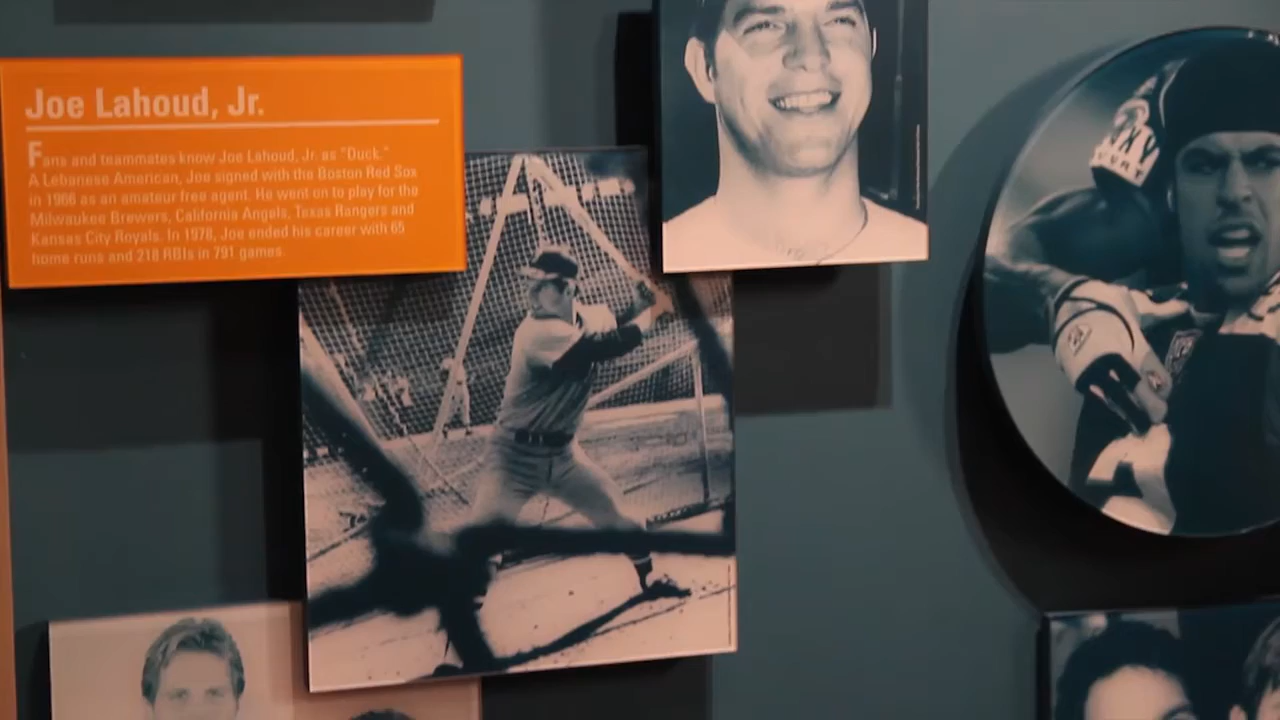 Joe Lahoud, Jr.
Fans and teammates know Joe Lahoud, Jr. as "Duck."
A Lebanese American, Joe signed with the Boston Red Sox
in 1966 as an amateur free agent. He went on to play for the
Milwaukee Brewers, California Angels, Texas Rangers and
Kansas City Royals. In 1978, Joe ended his career with 65
home runs and 218 RBIs in 791 games.